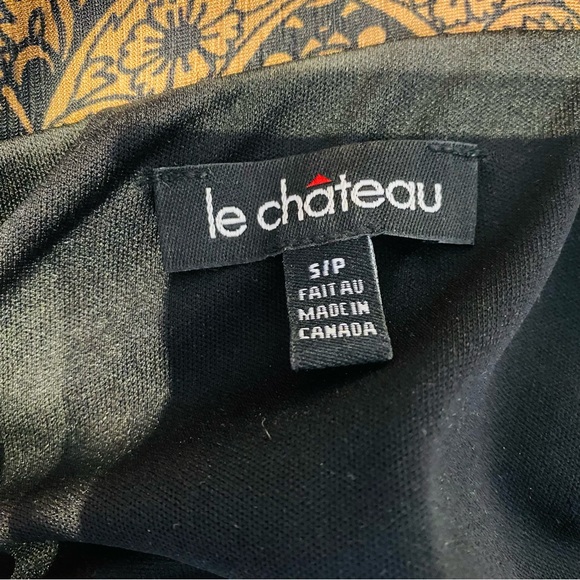 le château
S/P
FAIT AU
MADE IN
CANADA